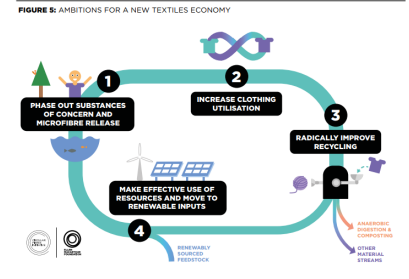 FIGURE 5: AMBITIONS FOR A NEW TEXTILES ECONOMY
1
PHASE OUT SUBSTANCES
OF CONCERN AND
MICROFIBRE RELEASE
2
INCREASE CLOTHING
UTILISATION
3
RADICALLY IMPROVE
RECYCLING
MAKE EFFECTIVE USE OF
RESOURCES AND MOVE TO
RENEWABLE INPUTS
4
RENEWABLY
SOURCED
FEEDSTOCK
ANAEROBIC
DIGESTION &
COMPOSTING
OTHER
MATERIAL
STREAMS